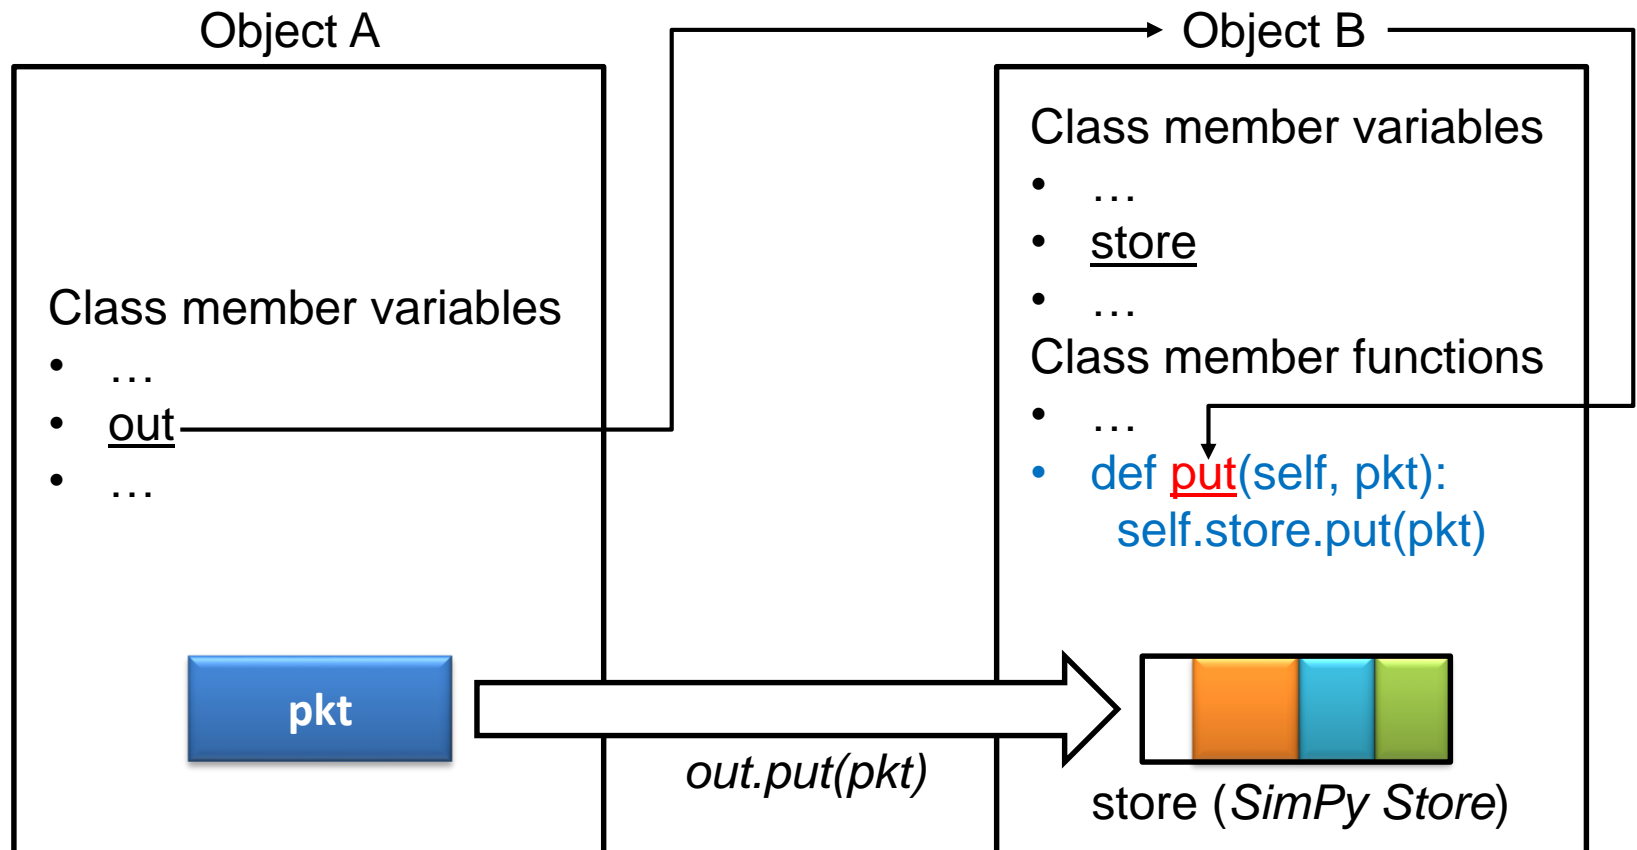 Object A
Class member variables
• …
• out
• …
pkt
out.put(pkt)
Object B
Class member variables
• …
• store
• …
Class member functions
• …
• def put(self, pkt):
self.store.put(pkt)
store (SimPy Store)